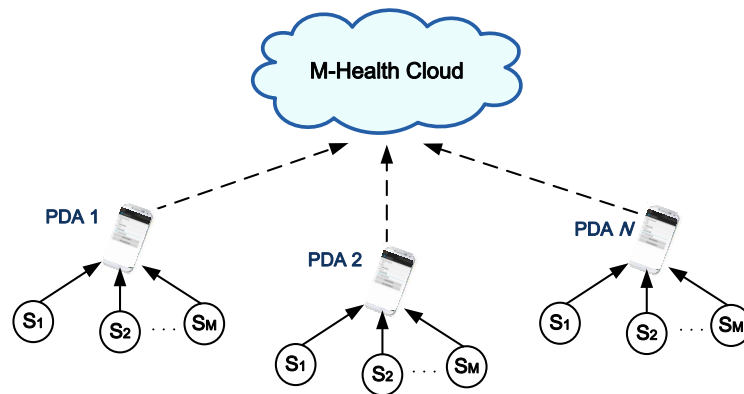 M-Health Cloud
PDA 1
PDA 2
PDA N
S1
S2
. . .
SM
S1
S2
. . .
SM
S1
S2
. . .
SM